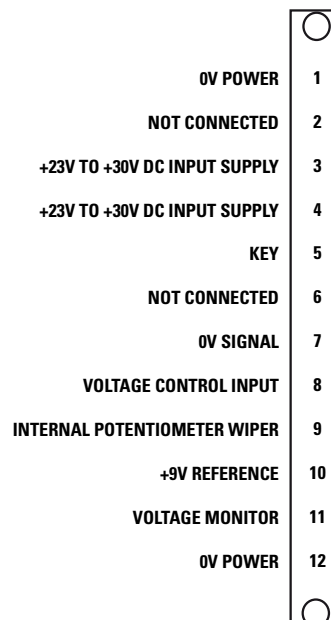 0V POWER 1
NOT CONNECTED 2
+23V TO +30V DC INPUT SUPPLY 3
+23V TO +30V DC INPUT SUPPLY 4
KEY 5
NOT CONNECTED 6
0V SIGNAL 7
VOLTAGE CONTROL INPUT 8
INTERNAL POTENTIOMETER WIPER 9
+9V REFERENCE 10
VOLTAGE MONITOR 11
0V POWER 12